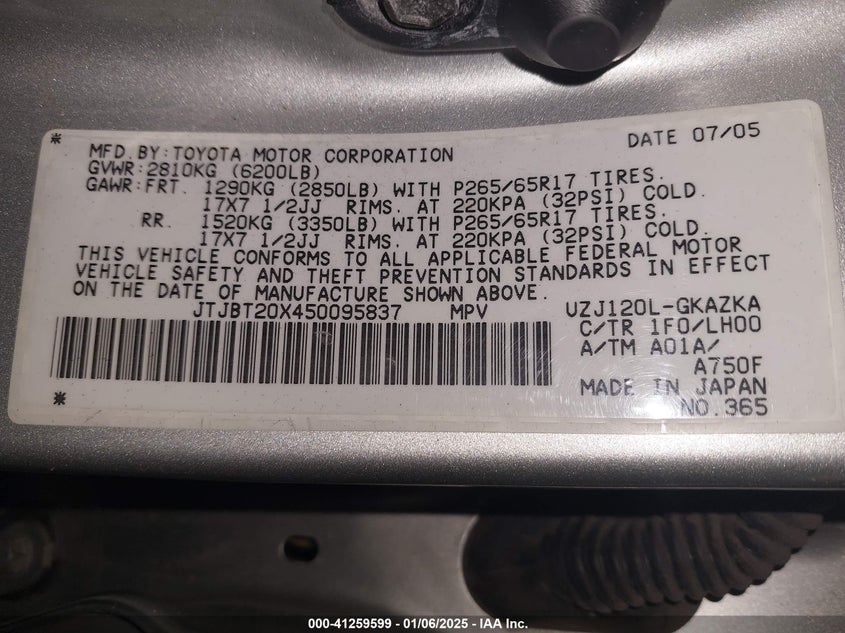 DATE 07/05
MFD. BY: TOYOTA MOTOR CORPORATION
GVWR: 2810KG (6200LB)
GAWR: FRT. 1290KG (2850LB) WITH P265/65R17 TIRES.
17X7 1/2JJ RIMS. AT 220KPA (32PSI) COLD.
RR. 1520KG (3350LB) WITH P265/65R17 TIRES.
17X7 1/2JJ RIMS. AT 220KPA (32PSI) COLD.
THIS VEHICLE CONFORMS TO ALL APPLICABLE FEDERAL MOTOR
VEHICLE SAFETY AND THEFT PREVENTION STANDARDS IN EFFECT
ON THE DATE OF MANUFACTURE SHOWN ABOVE.
JTJBT20X450095837 MPV
UZJ120L-GKAZKA
C/TR 1F0/LH00
A/TM A01A/
A750F
MADE IN JAPAN
NO.365
000-41259599 - 01/06/2025 - IAA Inc.